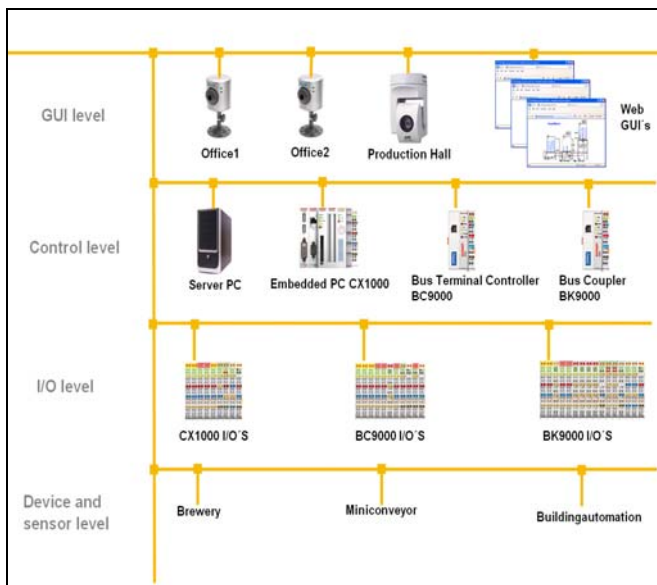 GUI level
Office1
Office2
Production Hall
Web
GUI´s
Control level
Server PC
Embedded PC CX1000
Bus Terminal Controller
BC9000
Bus Coupler
BK9000
I/O level
CX1000 I/O´S
BC9000 I/O´S
BK9000 I/O´S
Device and
sensor level
Brewery
Miniconveyor
Buildingautomation